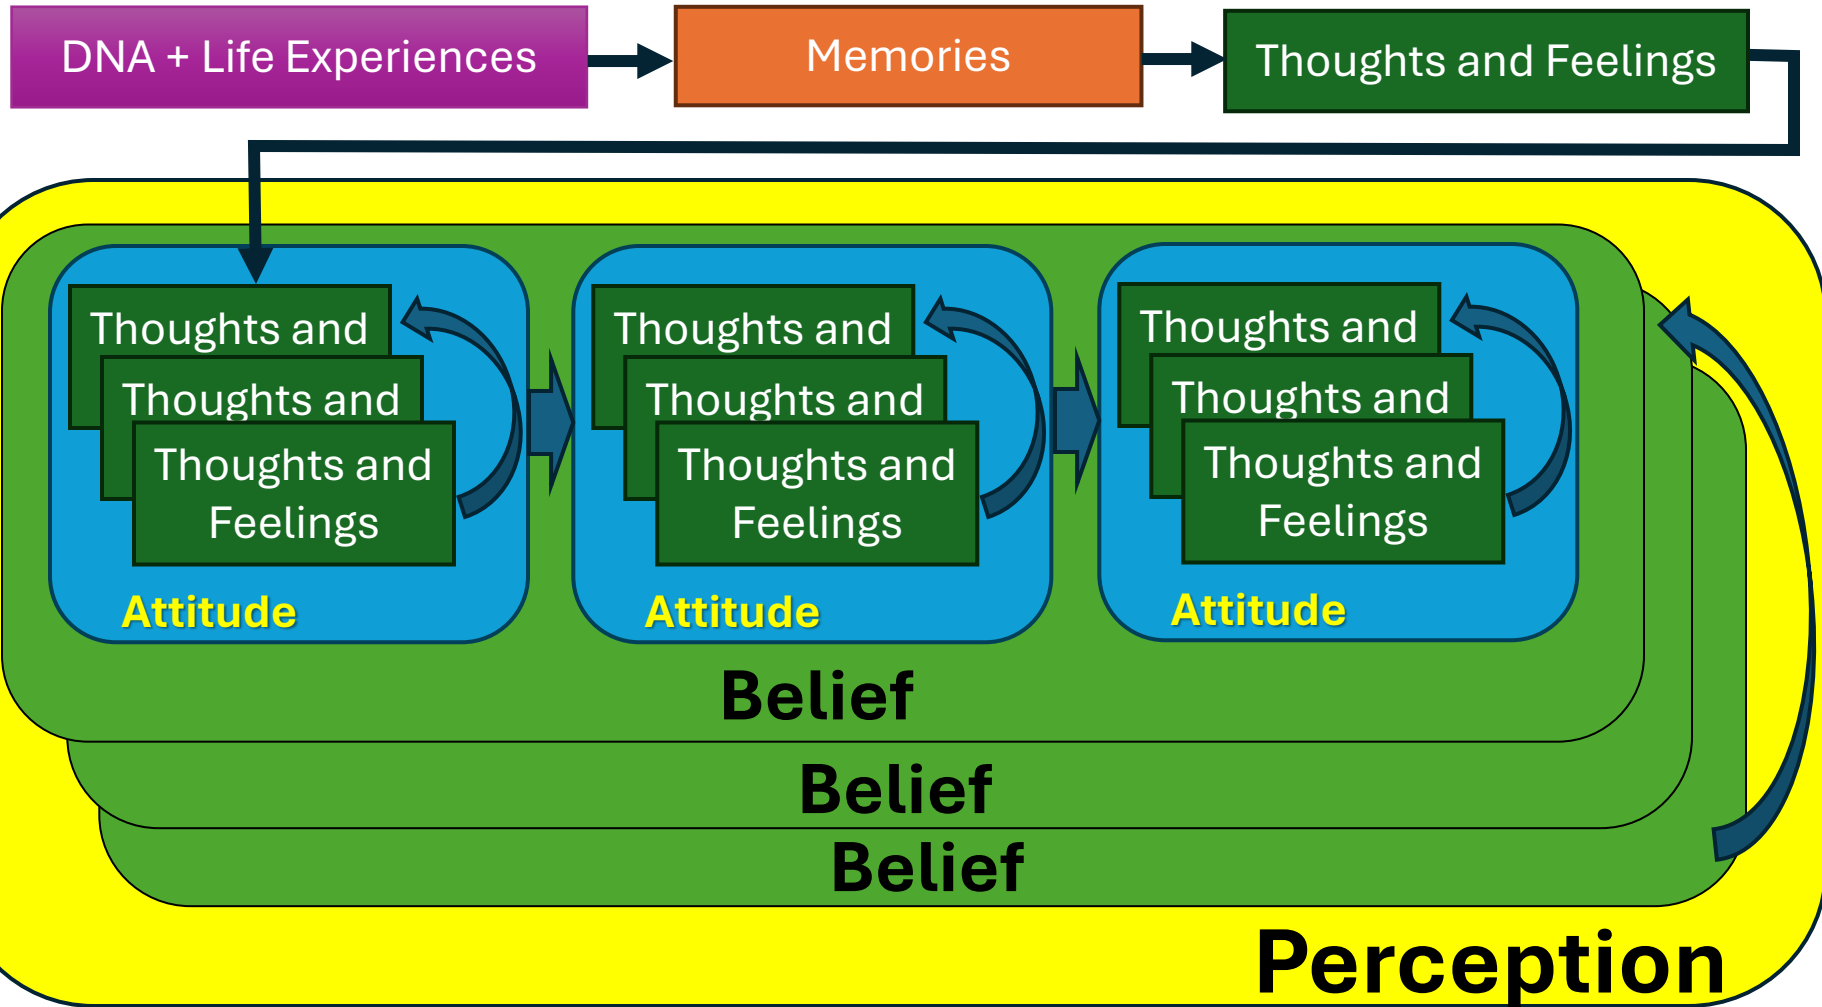 DNA + Life Experiences
Memories
Thoughts and Feelings
Thoughts and
Thoughts and
Thoughts and
Feelings
Attitude
Thoughts and
Thoughts and
Thoughts and
Feelings
Attitude
Thoughts and
Thoughts and
Thoughts and
Feelings
Attitude
Belief
Belief
Belief
Perception